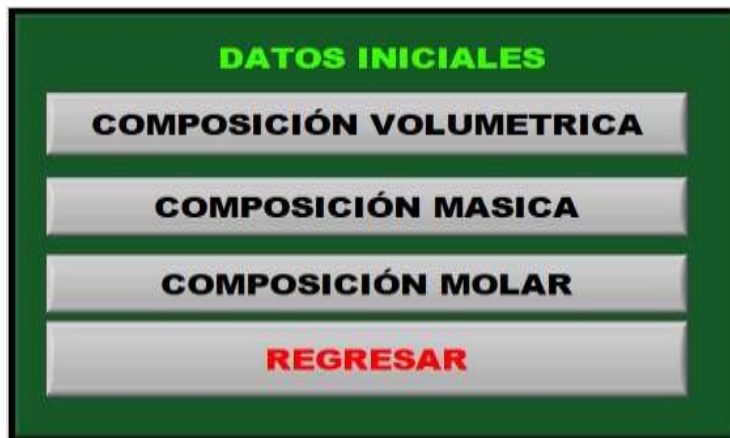 DATOS INICIALES
COMPOSICIÓN VOLUMETRICA
COMPOSICIÓN MASICA
COMPOSICIÓN MOLAR
REGRESAR